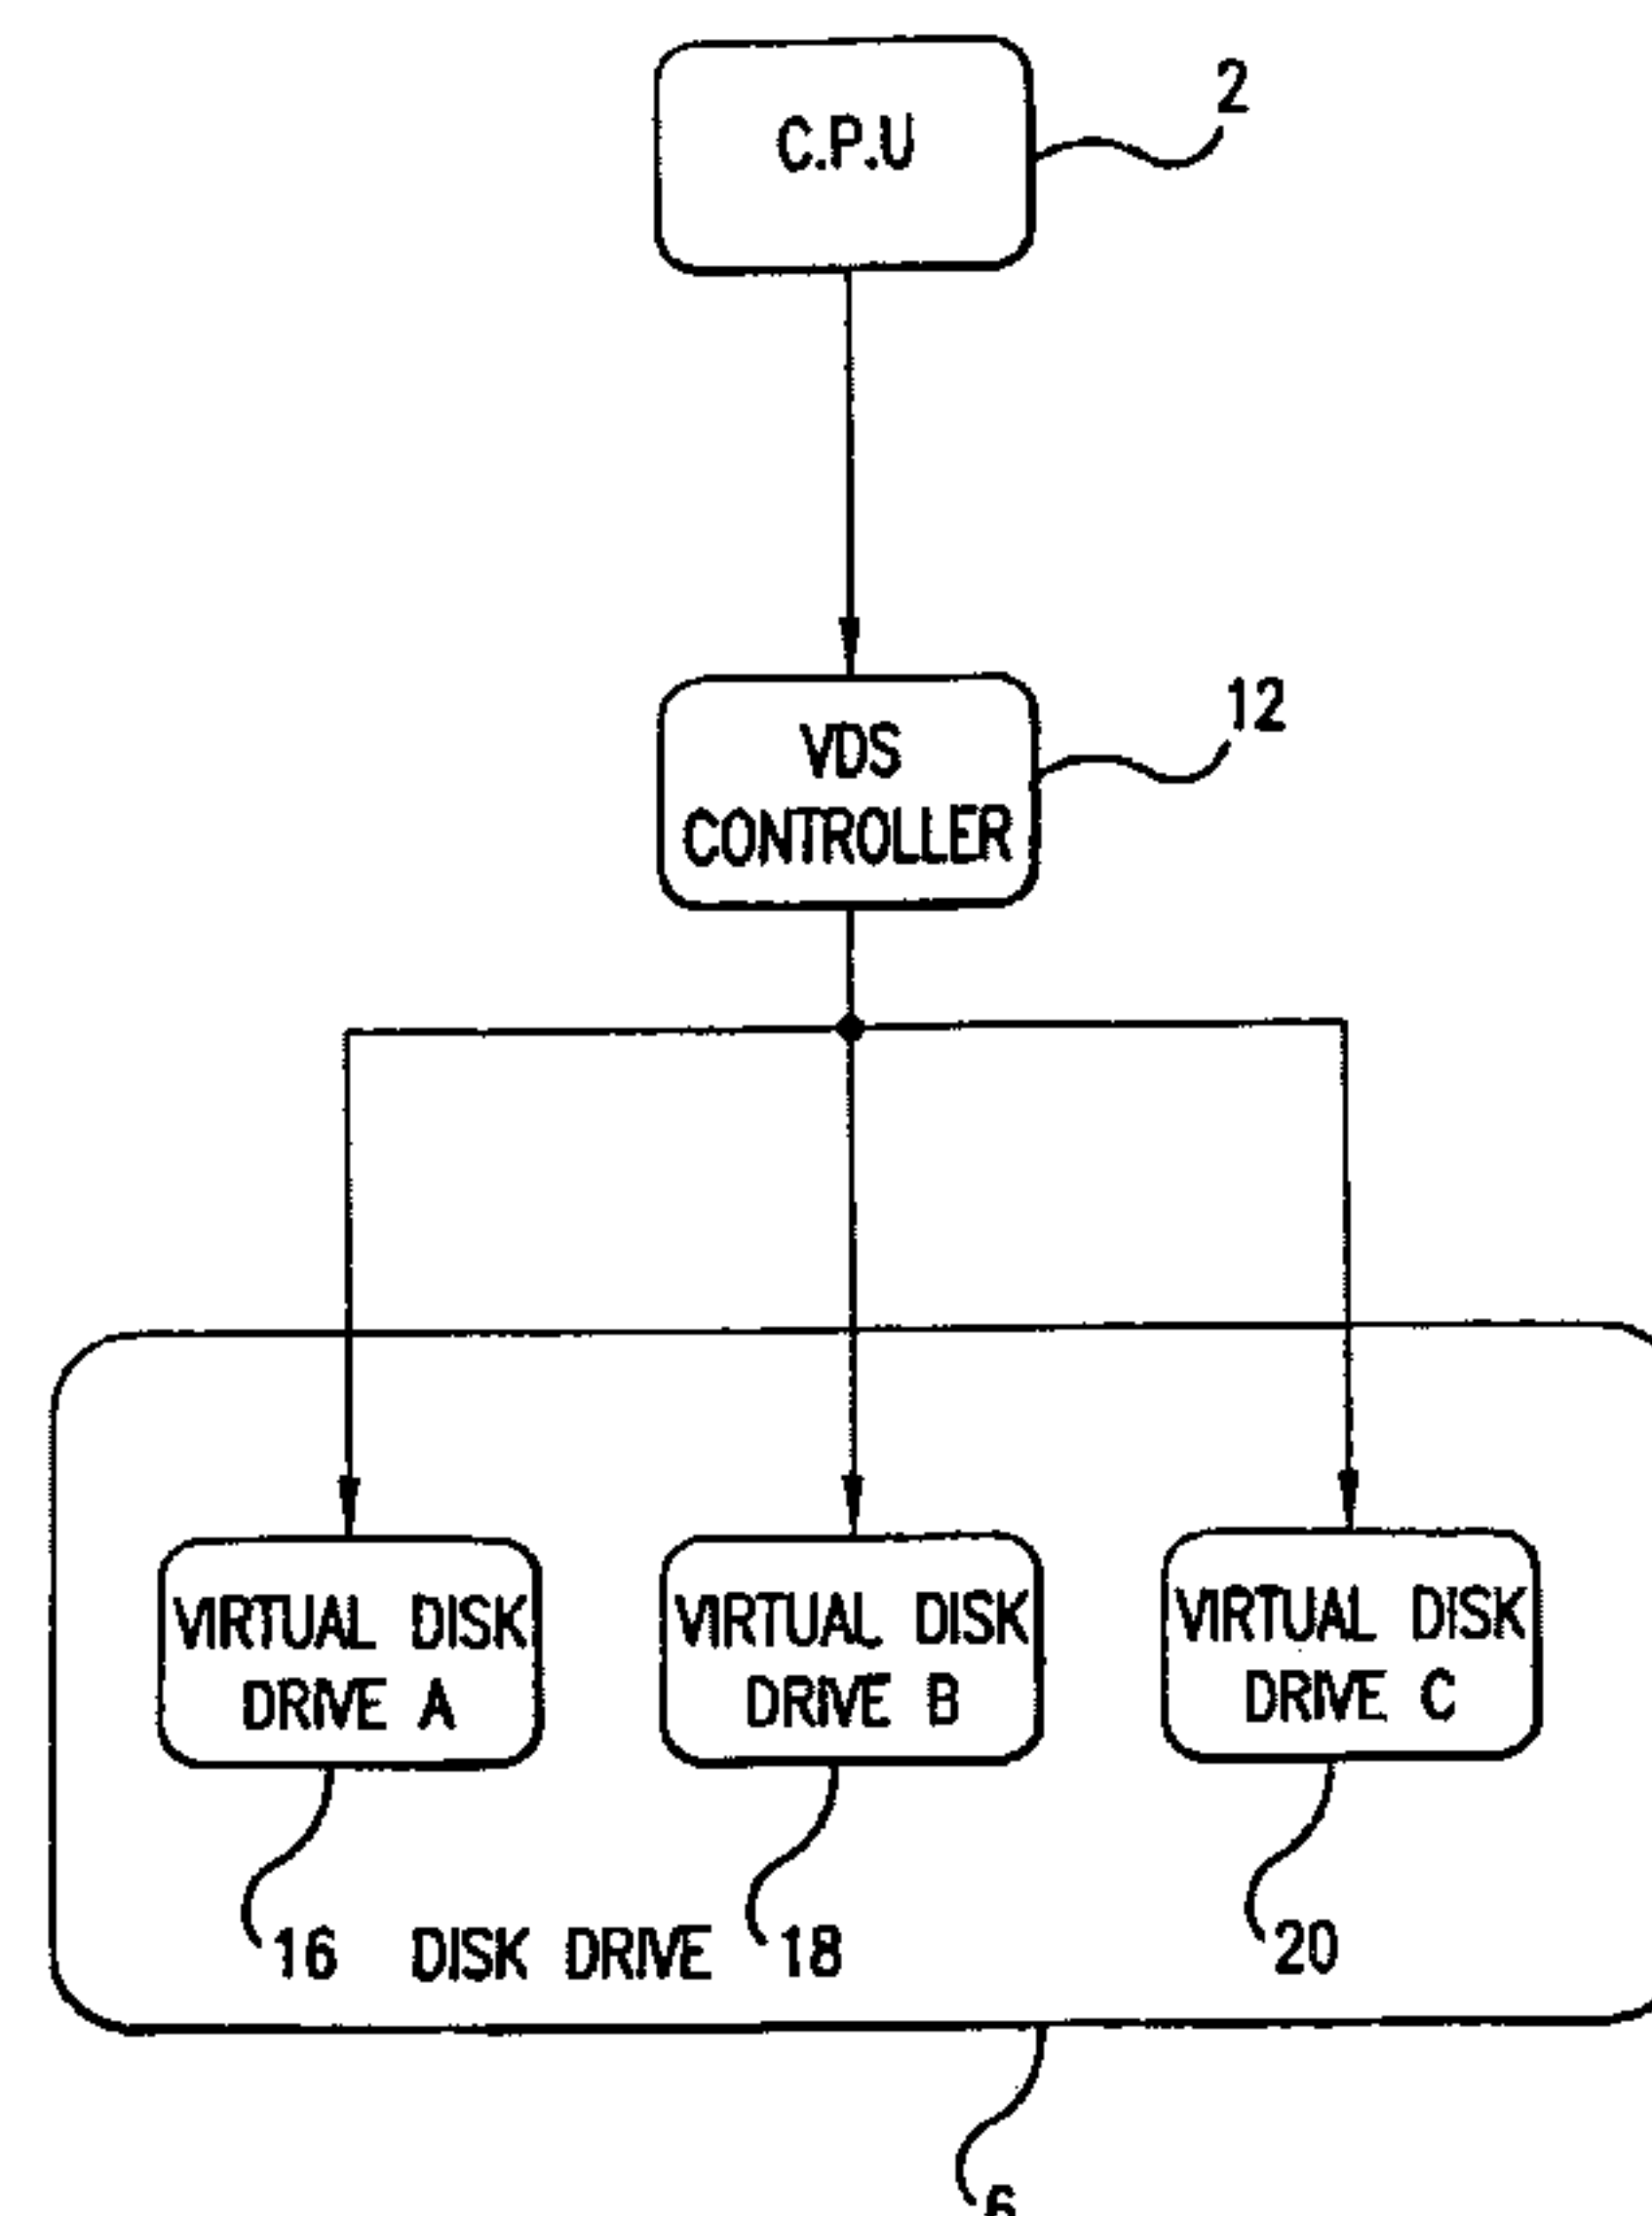 C.P.U
2
VDS
CONTROLLER
12
VIRTUAL DISK
DRIVE A
VIRTUAL DISK
DRIVE B
VIRTUAL DISK
DRIVE C
16
DISK DRIVE
18
20
6